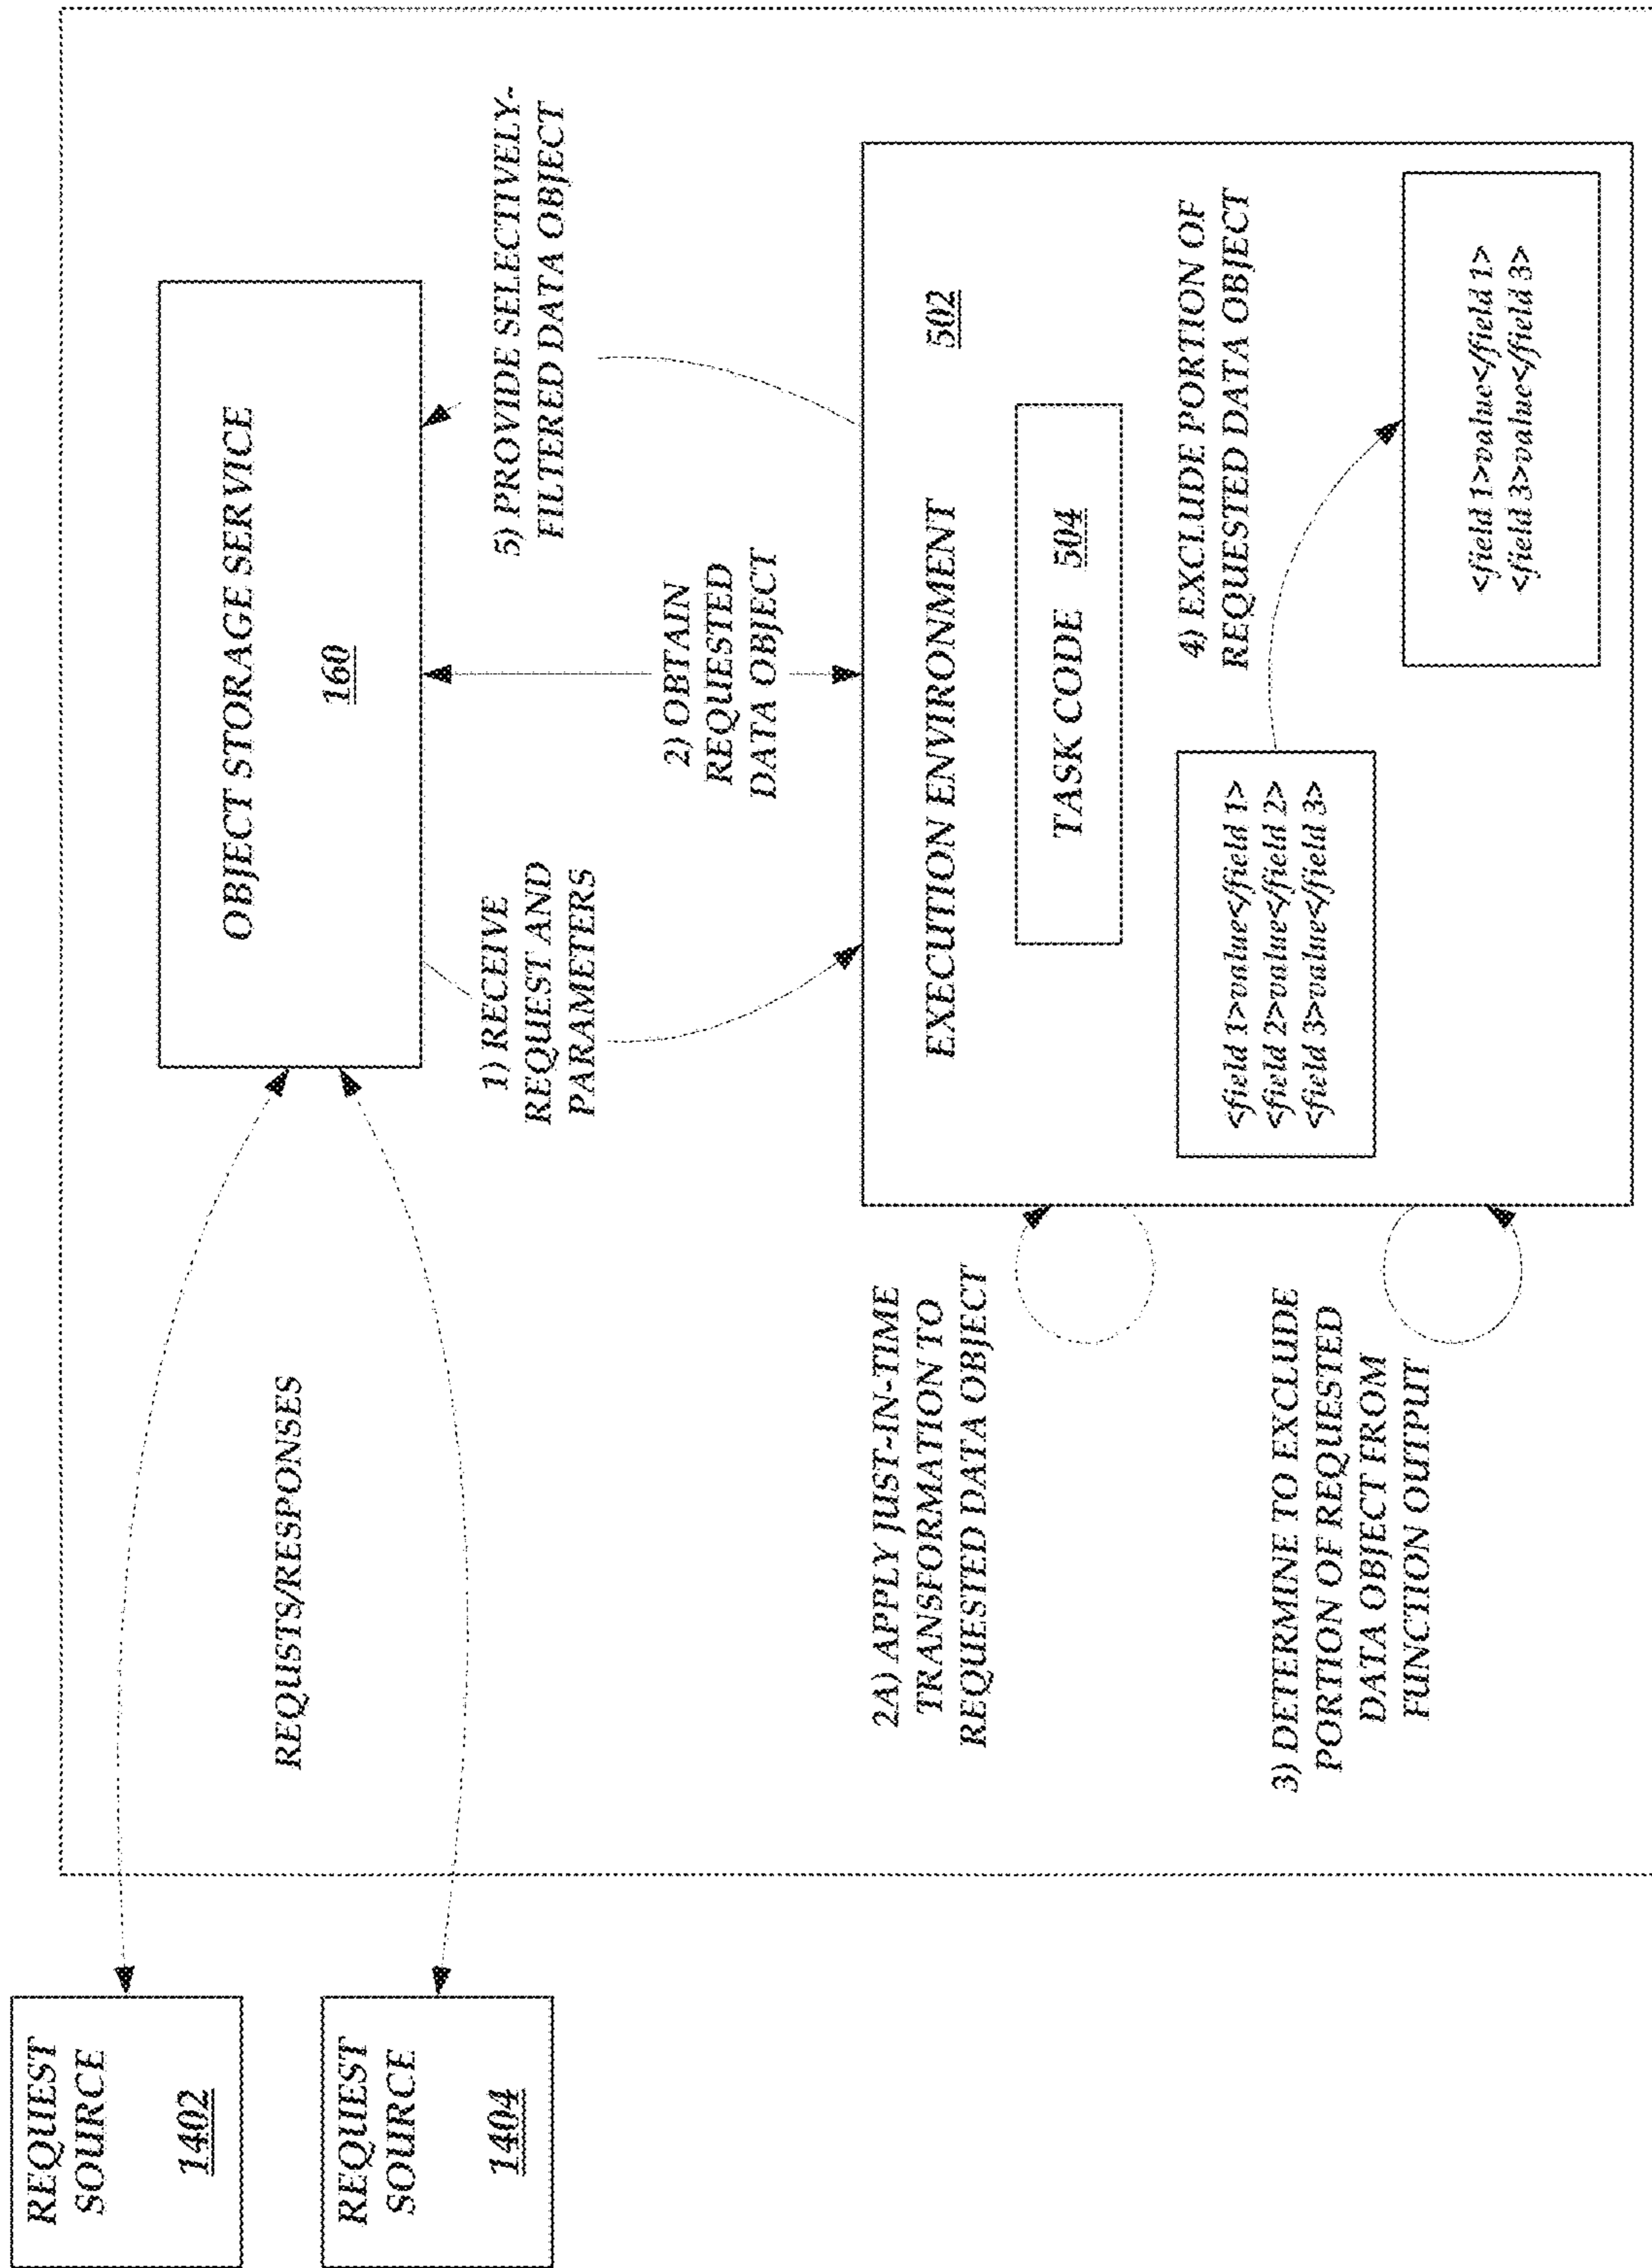 REQUEST
SOURCE
1402
REQUEST
SOURCE
1404
REQUSTS/RESPONSES
OBJECT STORAGE SERVICE
160
1) RECEIVE
REQUEST AND
PARAMETERS
2) OBTAIN
REQUESTED
DATA OBJECT
5) PROVIDE SELECTIVELY-
FILTERED DATA OBJECT
2A) APPLY JUST-IN-TIME
TRANSFORMATION TO
REQUESTED DATA OBJECT
3) DETERMINE TO EXCLUDE
PORTION OF REQUESTED
DATA OBJECT FROM
FUNCTION OUTPUT
EXECUTION ENVIRONMENT 502
TASK CODE 504
<field 1>value</field 1>
<field 2>value</field 2>
<field 3>value</field 3>
4) EXCLUDE PORTION OF
REQUESTED DATA OBJECT
<field 1>value</field 1>
<field 3>value</field 3>